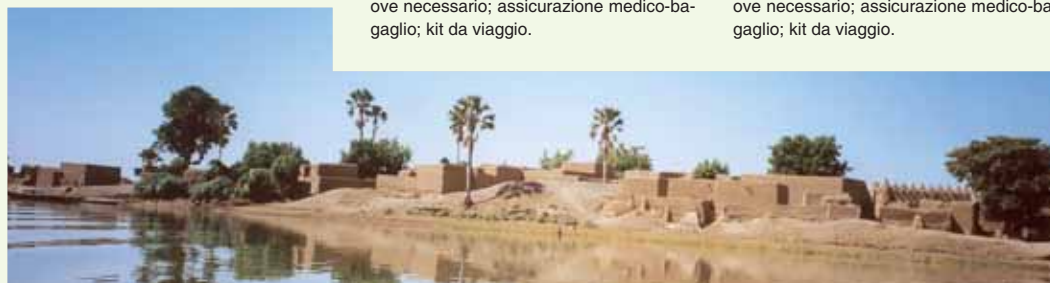 ove necessario; assicurazione medico-ba-
gaglio; kit da viaggio.
ove necessario; assicurazione medico-ba-
gaglio; kit da viaggio.